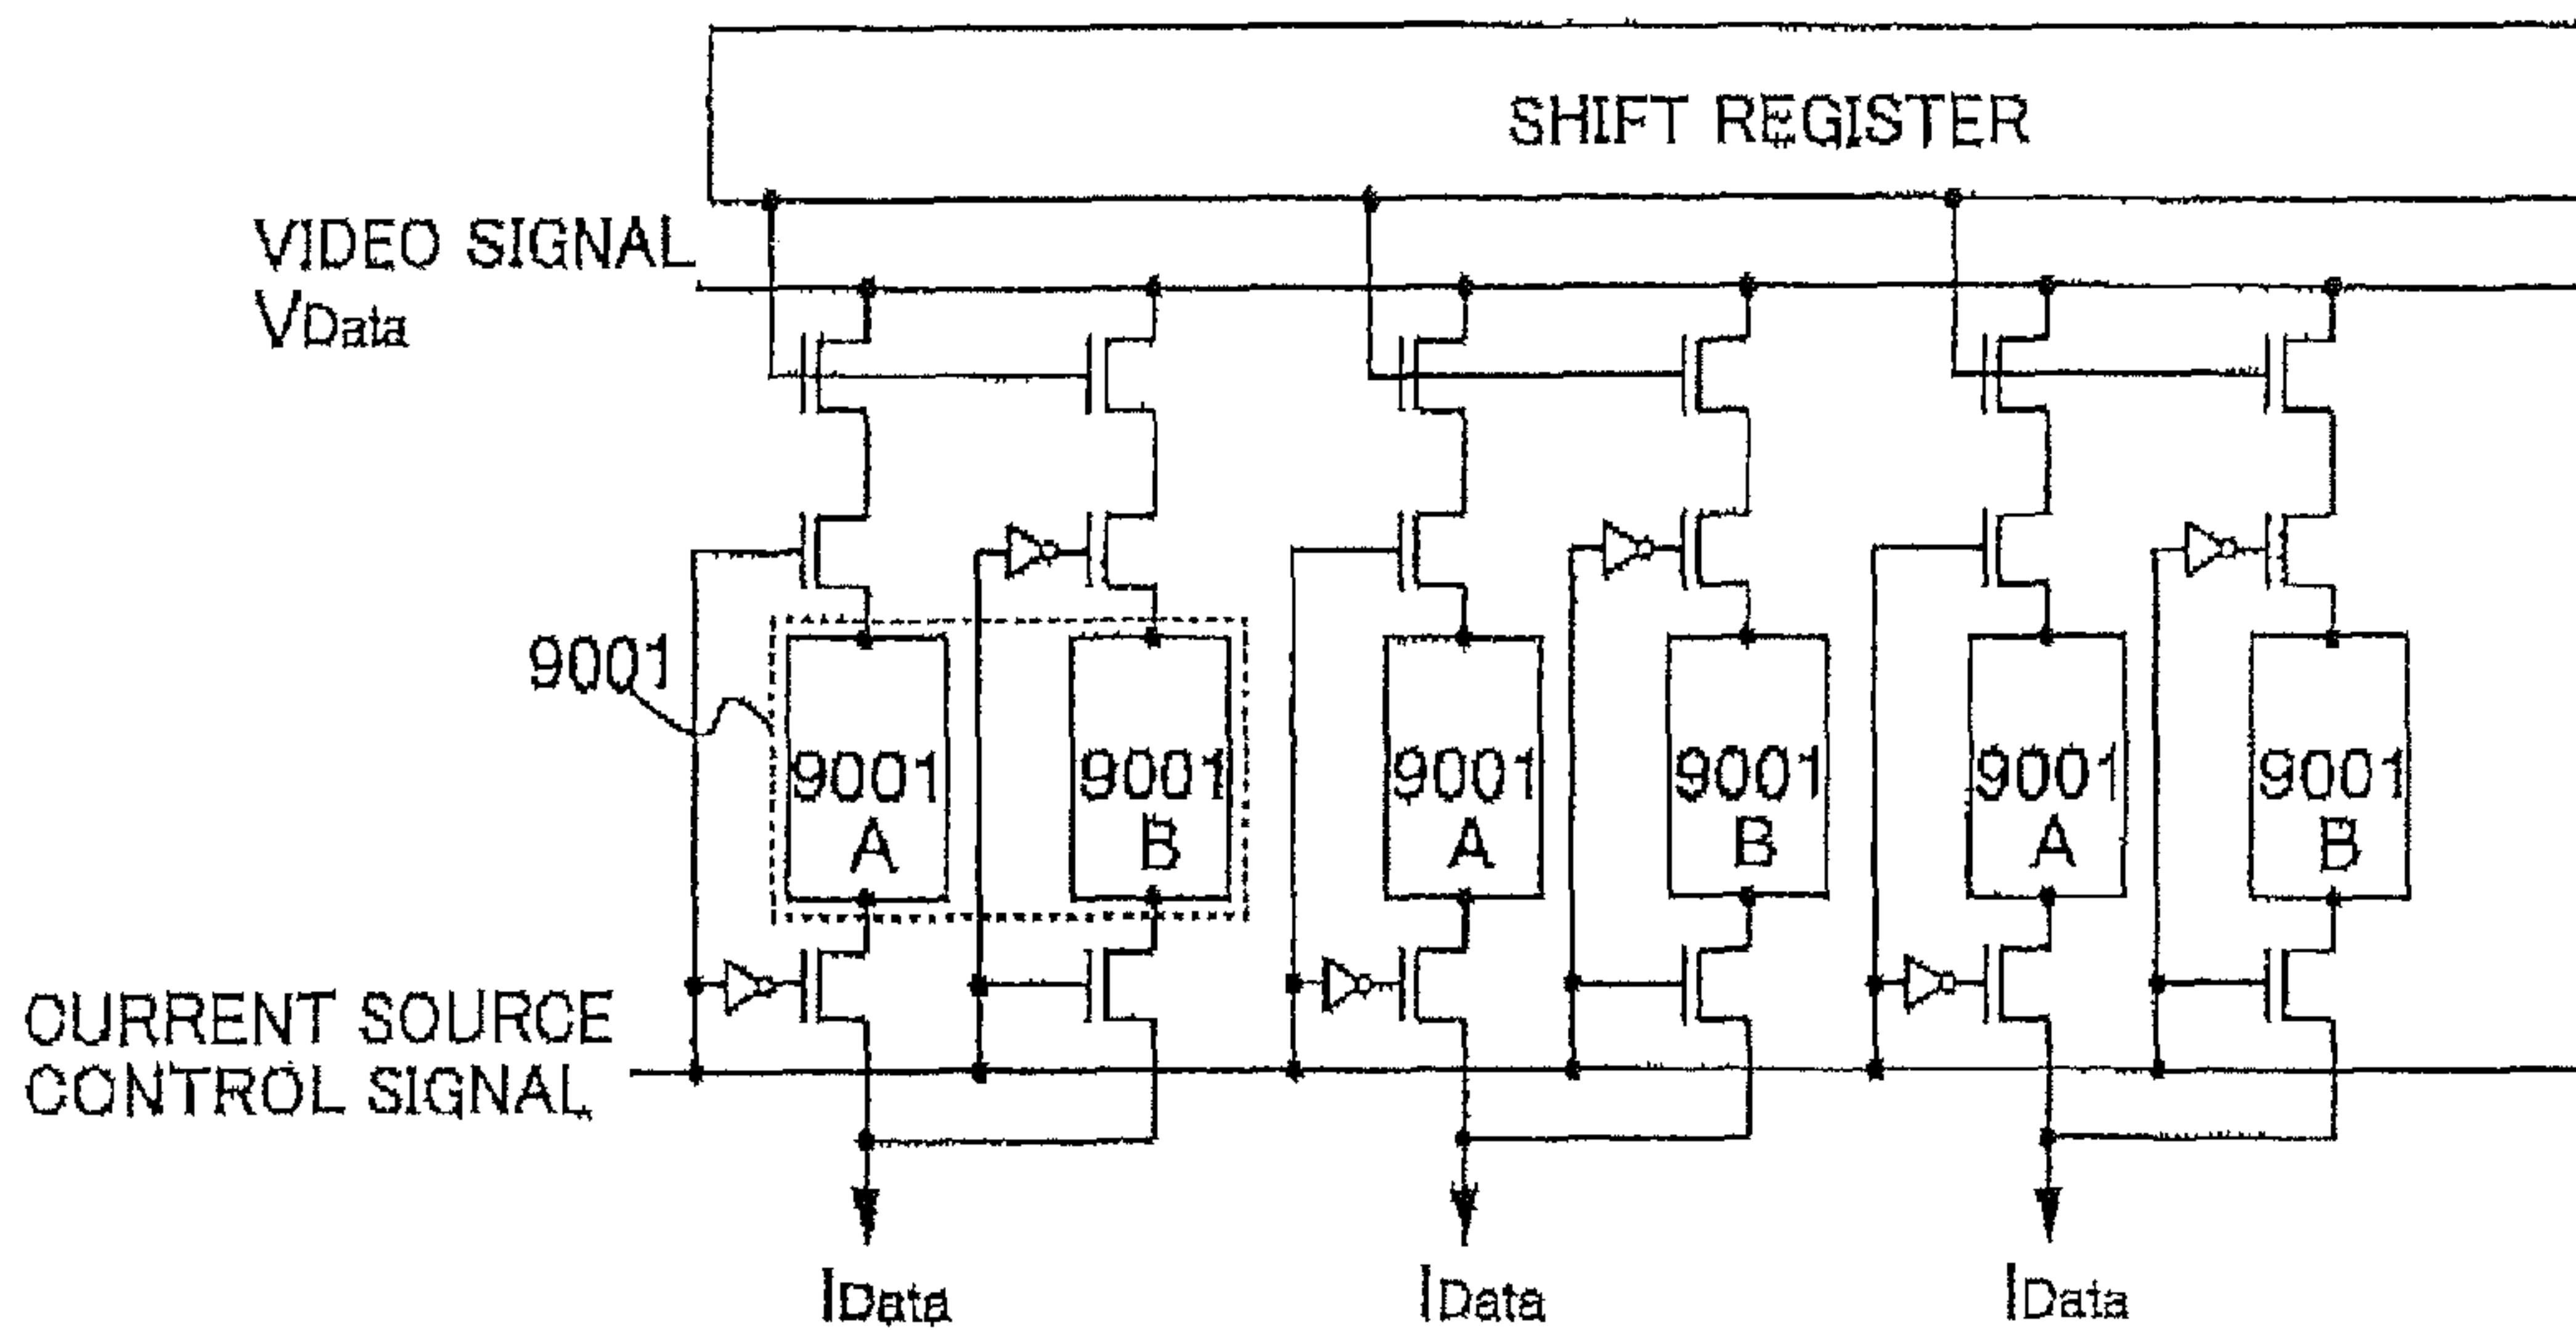 SHIFT REGISTER
VIDEO SIGNAL
VData
9001
9001
A
9001
B
9001
A
9001
B
9001
A
9001
B
CURRENT SOURCE
CONTROL SIGNAL
IData
IData
IData